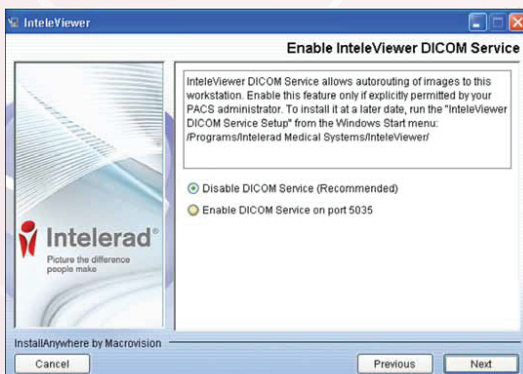 InteleViewer
Enable InteleViewer DICOM Service
InteleViewer DICOM Service allows autorouting of images to this
workstation. Enable this feature only if explicitly permitted by your
PACS administrator. To install it at a later date, run the "InteleViewer
DICOM Service Setup" from the Windows Start menu:
/Programs/Intelerad Medical Systems/InteleViewer/
Disable DICOM Service (Recommended)
Enable DICOM Service on port 5035
Intelerad®
Picture the difference
people make
InstallAnywhere by Macrovision
Cancel
Previous
Next